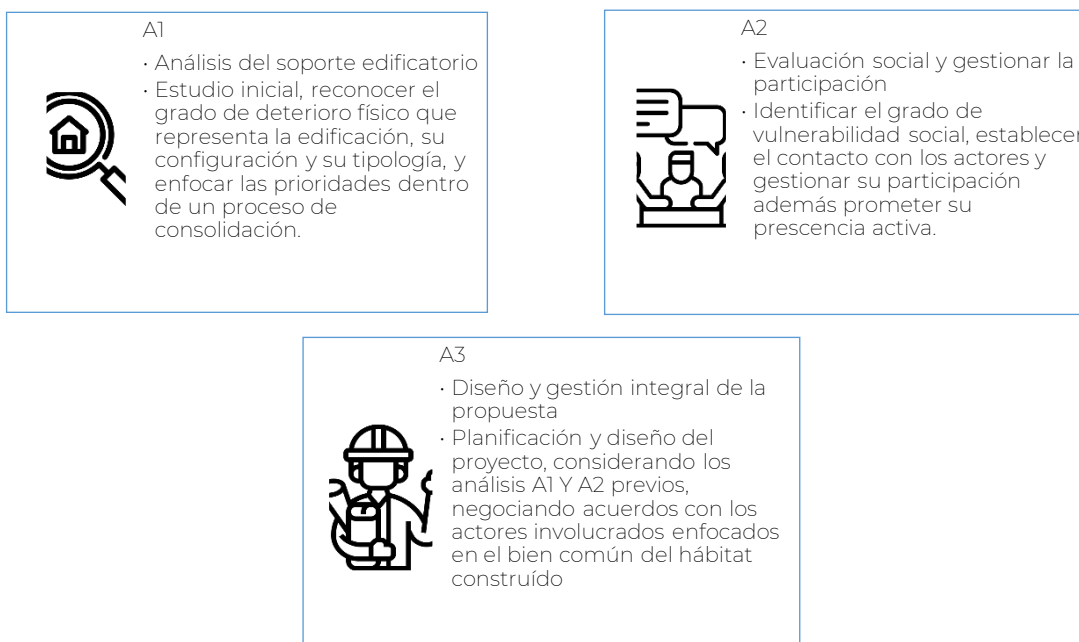 A1
· Análisis del soporte edificatorio
· Estudio inicial, reconocer el
grado de deterioro físico que
representa la edificación, su
configuración y su tipología, y
enfocar las prioridades dentro
de un proceso de
consolidación.
A2
· Evaluación social y gestionar la
participación
· Identificar el grado de
vulnerabilidad social, establecer
el contacto con los actores y
gestionar su participación
además prometer su
prescencia activa.
A3
· Diseño y gestión integral de la
propuesta
· Planificación y diseño del
proyecto, considerando los
análisis A1 Y A2 previos,
negociando acuerdos con los
actores involucrados enfocados
en el bien común del hábitat
construído